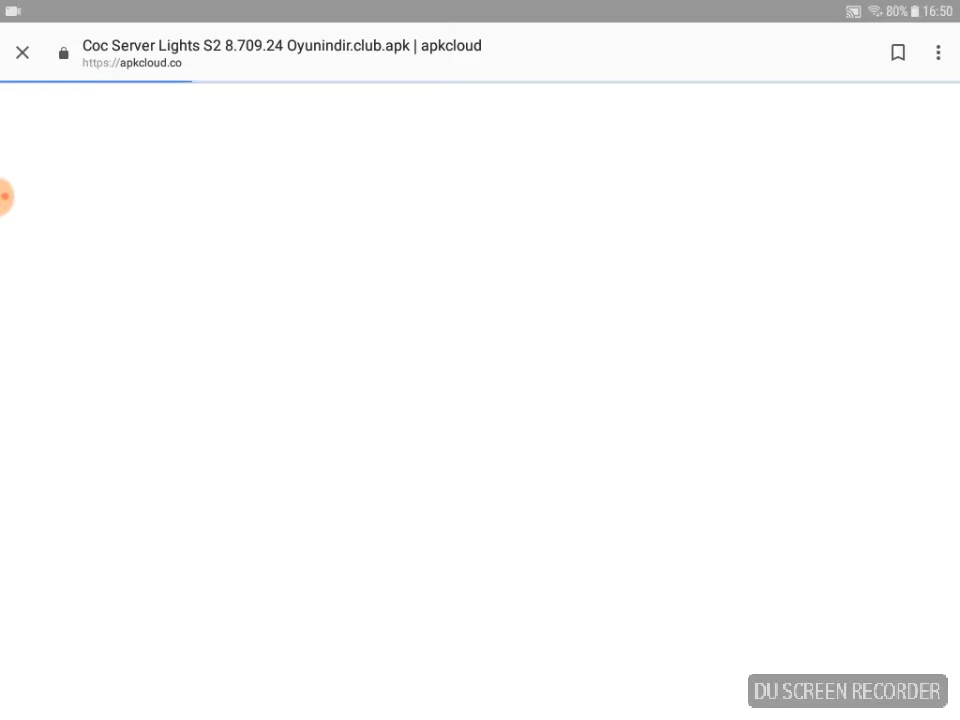 80% 16:50
Coc Server Lights S2 8.709.24 Oyunindir.club.apk | apkcloud
https://apkcloud.co
DU SCREEN RECORDER